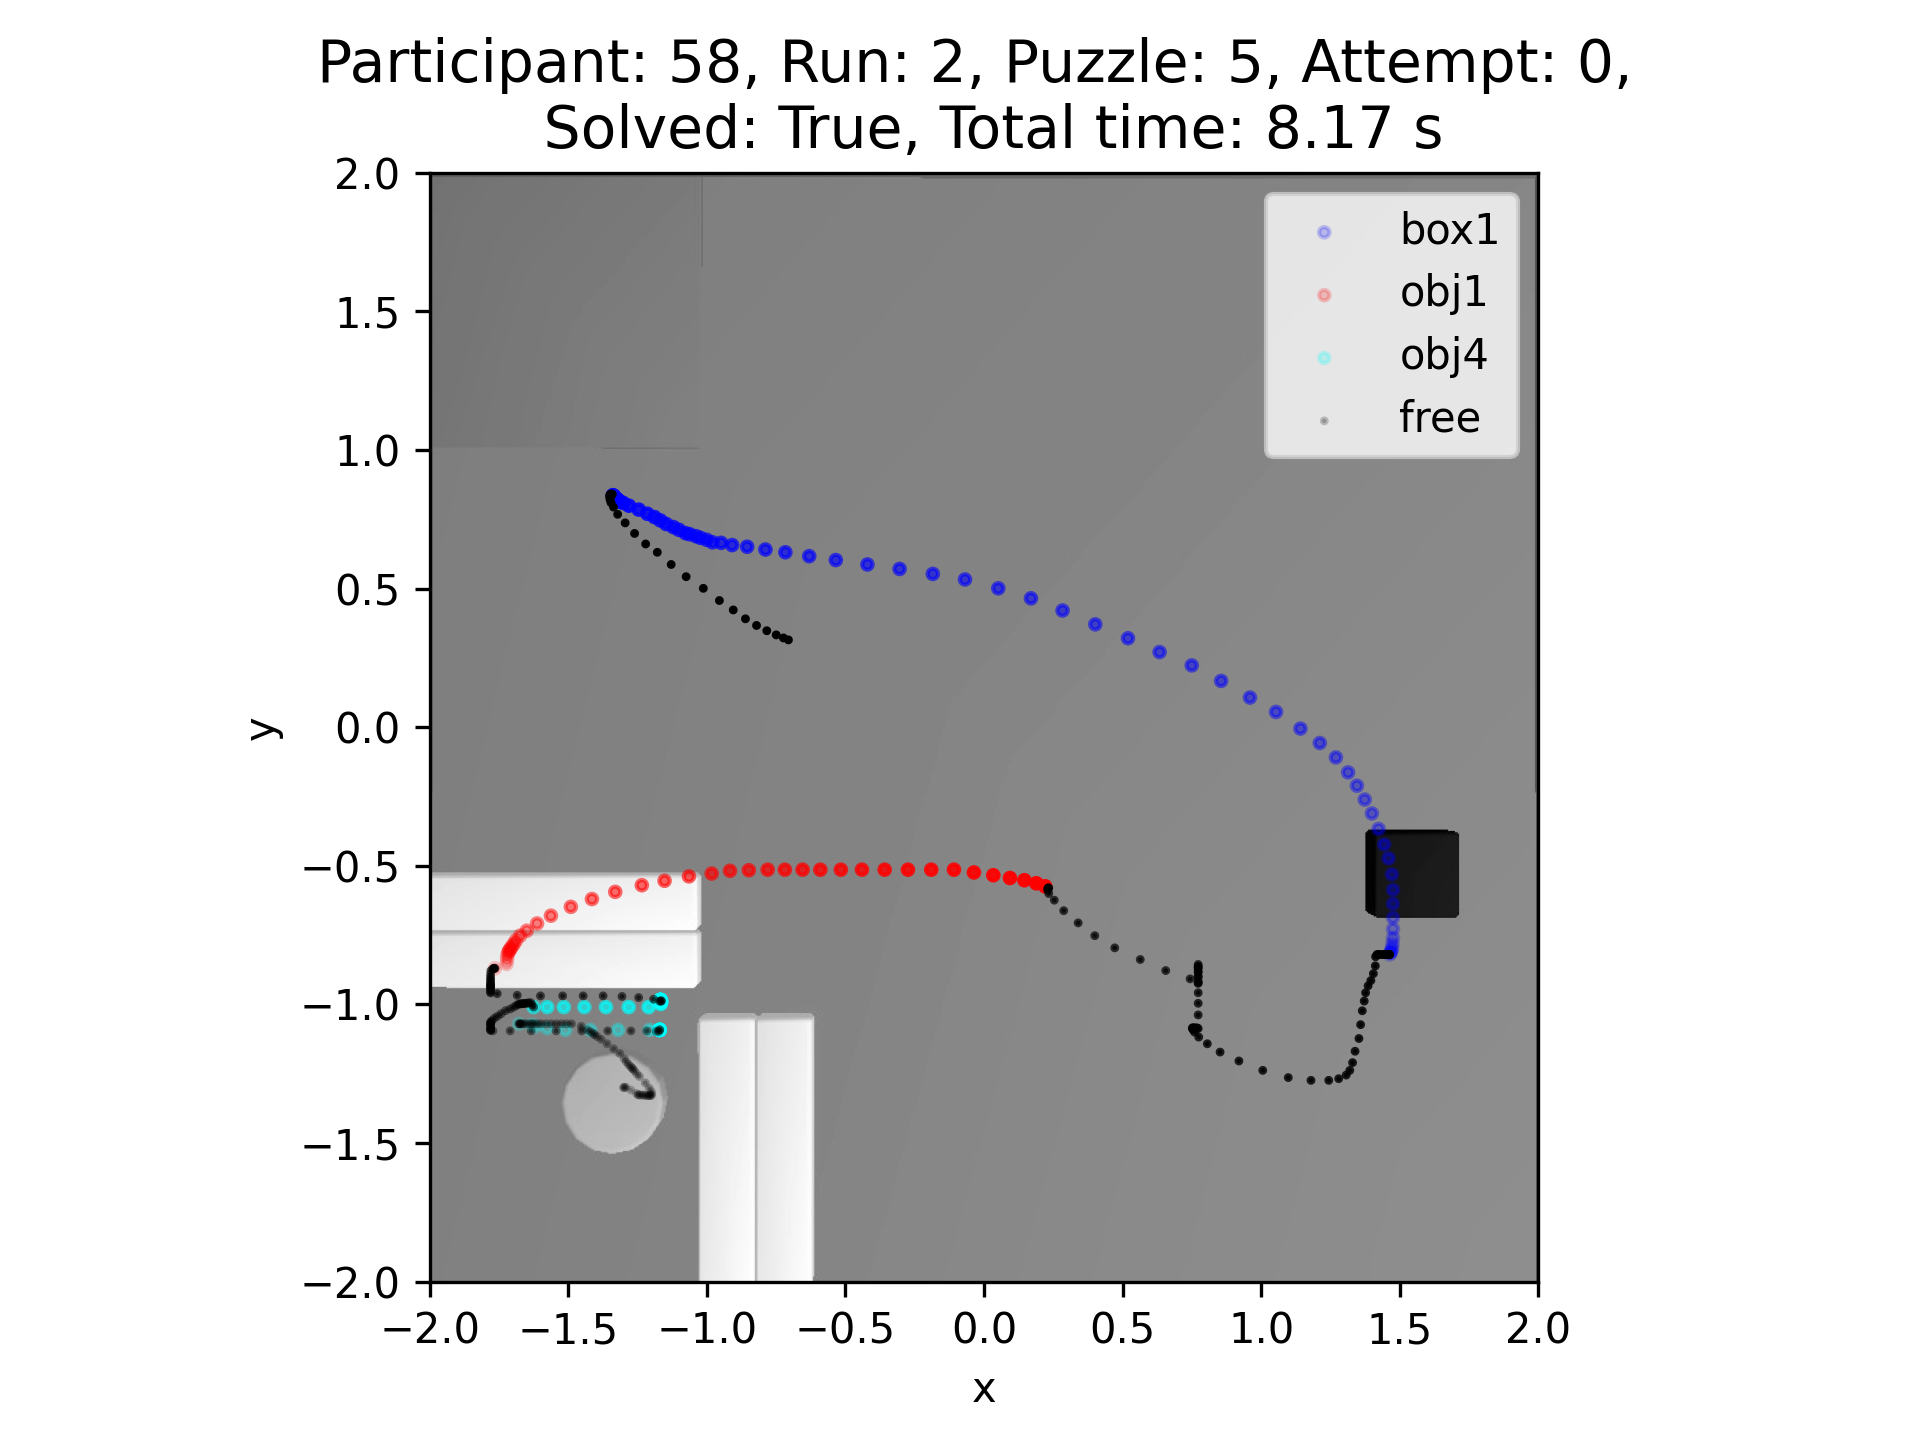 Participant: 58, Run: 2, Puzzle: 5, Attempt: 0,
Solved: True, Total time: 8.17 s
2.0
1.5
1.0
0.5
0.0
−0.5
−1.0
−1.5
−2.0
y
box1
obj1
obj4
free
−2.0 −1.5 −1.0 −0.5 0.0 0.5 1.0 1.5 2.0
x